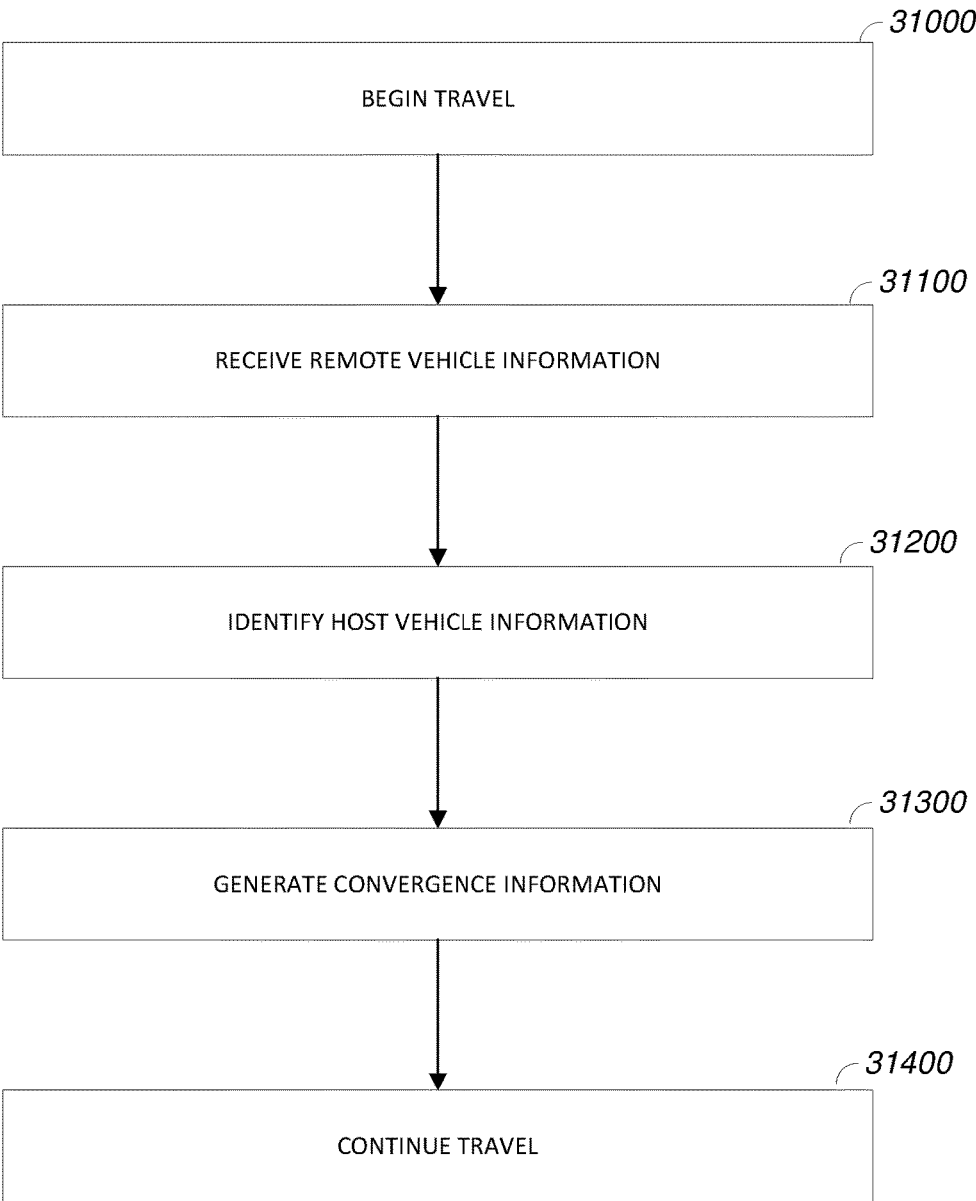 31000
BEGIN TRAVEL
31100
RECEIVE REMOTE VEHICLE INFORMATION
31200
IDENTIFY HOST VEHICLE INFORMATION
31300
GENERATE CONVERGENCE INFORMATION
31400
CONTINUE TRAVEL